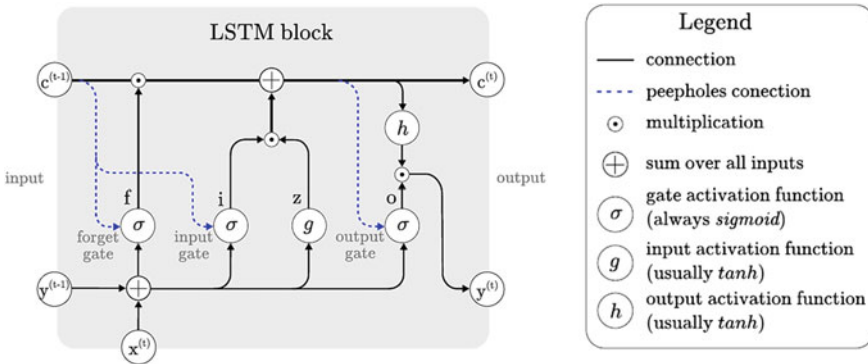 LSTM block
c^(t-1)
c^(t)
h
input
output
f
i
z
o
σ
σ
g
σ
forget
gate
input
gate
output
gate
y^(t-1)
y^(t)
x^(t)
Legend
connection
peepholes conection
multiplication
sum over all inputs
σ
gate activation function
(always sigmoid)
g
input activation function
(usually tanh)
h
output activation function
(usually tanh)